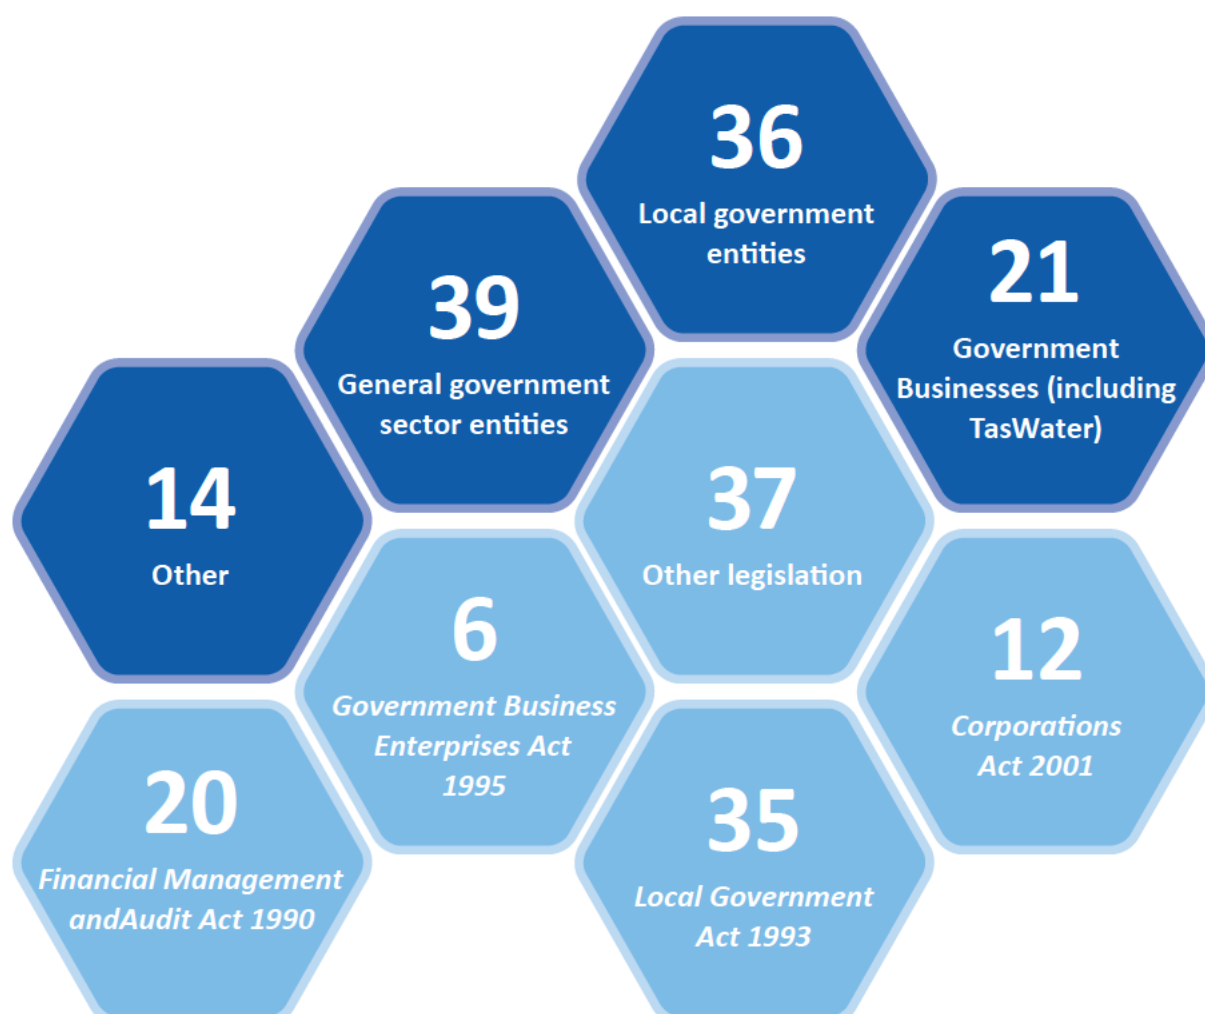 36
Local government
entities
39
General government
sector entities
21
Government
Businesses (including
TasWater)
14
Other
37
Other legislation
6
Government Business
Enterprises Act
1995
12
Corporations
Act 2001
20
Financial Management
andAudit Act 1990
35
Local Government
Act 1993